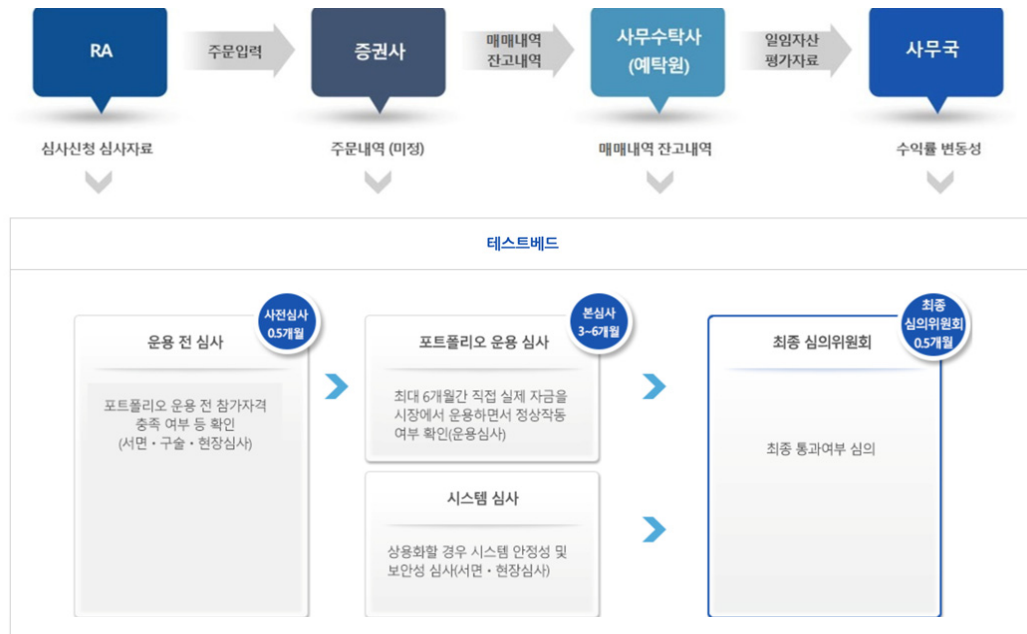 RA
주문입력
증권사
매매내역
잔고내역
사무수탁사
(예탁원)
일임자산
평가자료
사무국
심사신청 심사자료
주문내역 (미정)
매매내역 잔고내역
수익률 변동성
테스트베드
사전심사
0.5개월
운용 전 심사
포트폴리오 운용 전 참가자격
충족 여부 등 확인
(서면・구술・현장심사)
본심사
3~6개월
포트폴리오 운용 심사
최대 6개월간 직접 실제 자금을
시장에서 운용하면서 정상작동
여부 확인(운용심사)
시스템 심사
상용화할 경우 시스템 안정성 및
보안성 심사(서면・현장심사)
최종
심의위원회
0.5개월
최종 심의위원회
최종 통과여부 심의